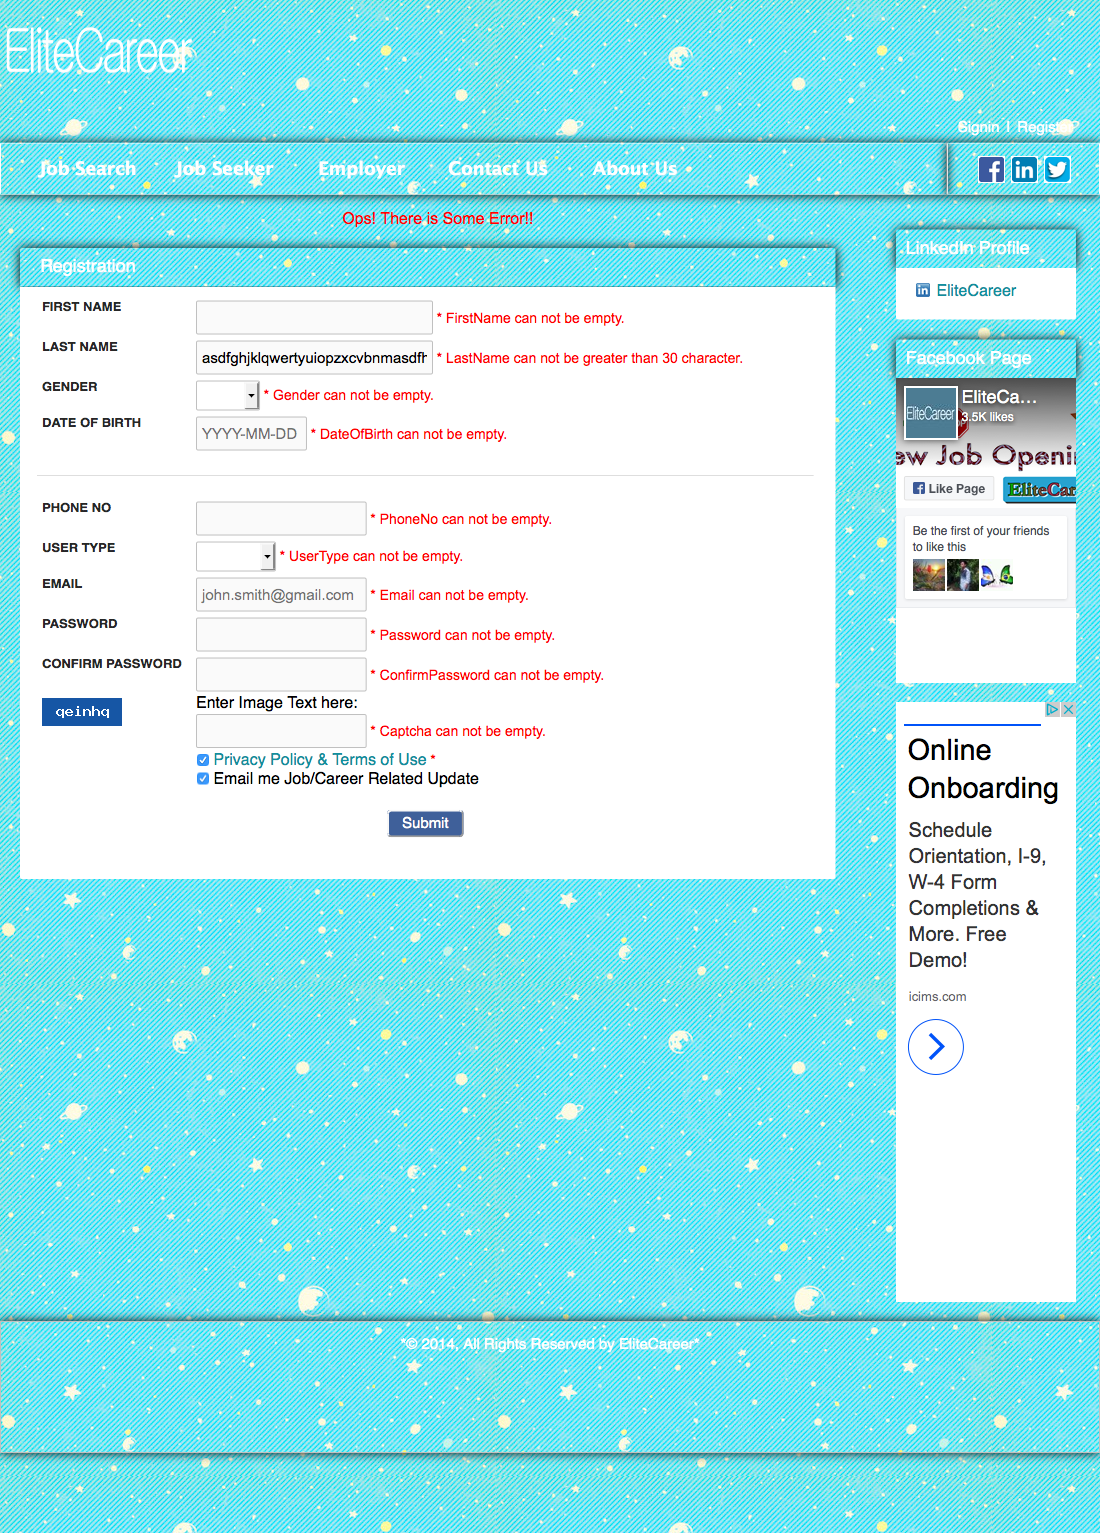 EliteCareer
Signin | Register
Job Search Job Seeker Employer Contact US About Us
Ops! There is Some Error!!
Registration
FIRST NAME * FirstName can not be empty.
LAST NAME asdfghjklqwertyuiopzxcvbnmasdfh * LastName can not be greater than 30 character.
GENDER * Gender can not be empty.
DATE OF BIRTH YYYY-MM-DD * DateOfBirth can not be empty.
PHONE NO * PhoneNo can not be empty.
USER TYPE * UserType can not be empty.
EMAIL john.smith@gmail.com * Email can not be empty.
PASSWORD * Password can not be empty.
CONFIRM PASSWORD * ConfirmPassword can not be empty.
qeinhq Enter Image Text here:
* Captcha can not be empty.
Privacy Policy & Terms of Use *
Email me Job/Career Related Update
Submit
LinkedIn Profile
EliteCareer
Facebook Page
EliteCareer
EliteCa...
3.5K likes
ew Job Openi
Like Page
EliteCar
Be the first of your friends
to like this
Online
Onboarding
Schedule
Orientation, I-9,
W-4 Form
Completions &
More. Free
Demo!
icims.com
*© 2014, All Rights Reserved by EliteCareer*